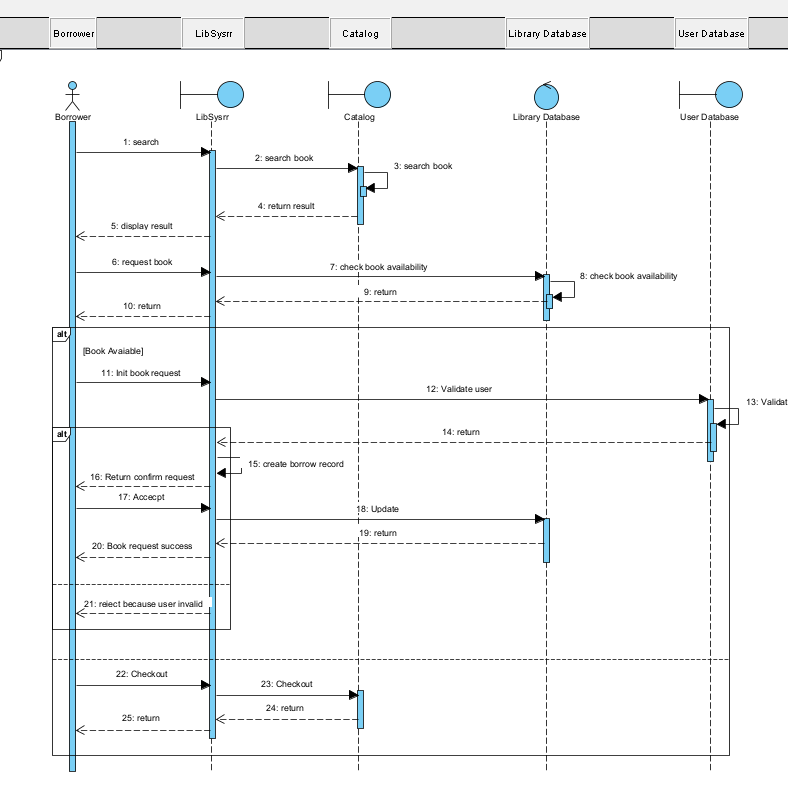 Borrower
LibSysrr
Catalog
Library Database
User Database
Borrower
LibSysrr
Catalog
Library Database
User Database
1: search
2: search book
3: search book
4: return result
5: display result
6: request book
7: check book availability
8: check book availability
9: return
10: return
alt
[Book Avaiable]
11: Init book request
12: Validate user
13: Validat
14: return
alt
15: create borrow record
16: Return confirm request
17: Accecpt
18: Update
19: return
20: Book request success
21: reject because user invalid
22: Checkout
23: Checkout
24: return
25: return